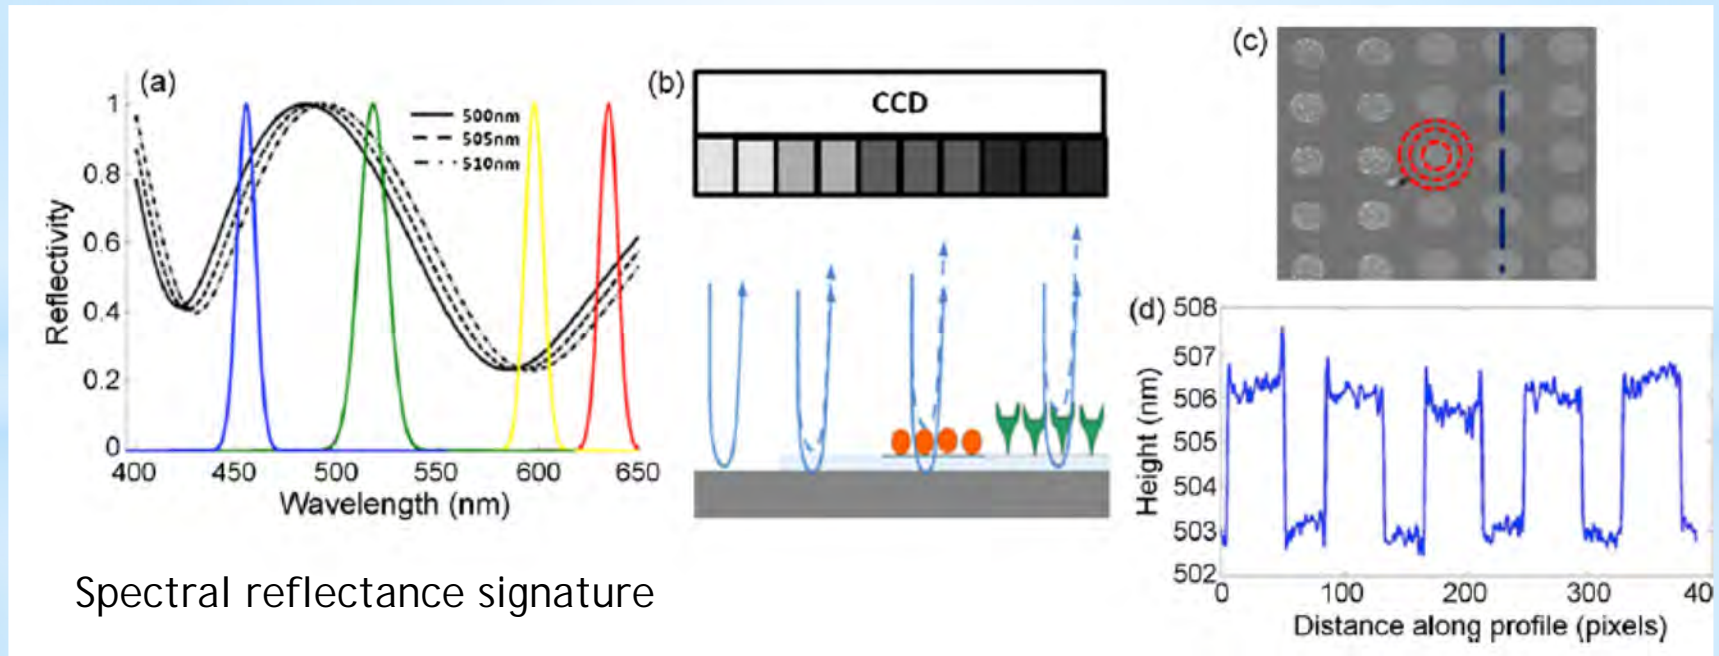 (a)
500nm
505nm
510nm
1
0.8
0.6
0.4
0.2
0
Reflectivity
400 450 500 550 600 650
Wavelength (nm)
(b)
CCD
(c)
(d)
508
507
506
505
504
503
502
Height (nm)
0 100 200 300 40
Distance along profile (pixels)
Spectral reflectance signature